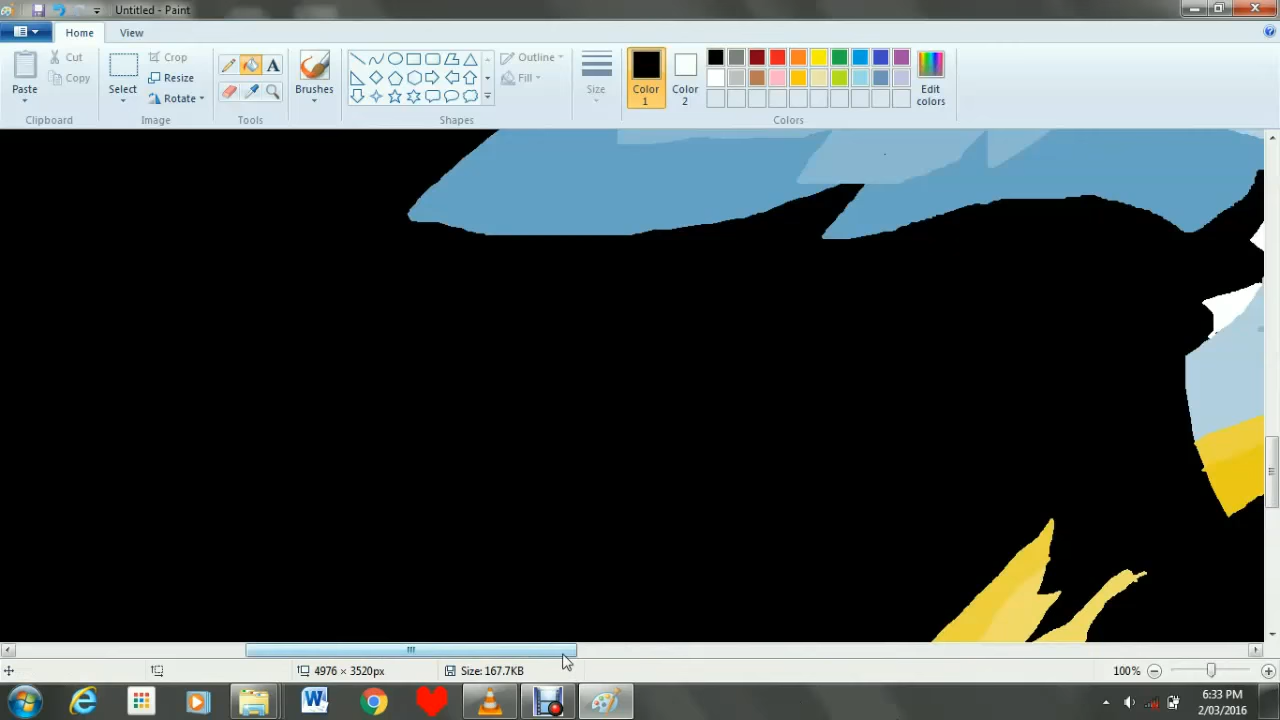 Untitled - Paint
Home View
Paste
Cut
Copy
Clipboard
Select
Crop
Resize
Rotate
Image
A
Tools
Brushes
Outline
Fill
Shapes
Size
Color
1
Color
2
Edit
colors
Colors
4976 × 3520px
Size: 167.7KB
100%
6:33 PM
2/03/2016